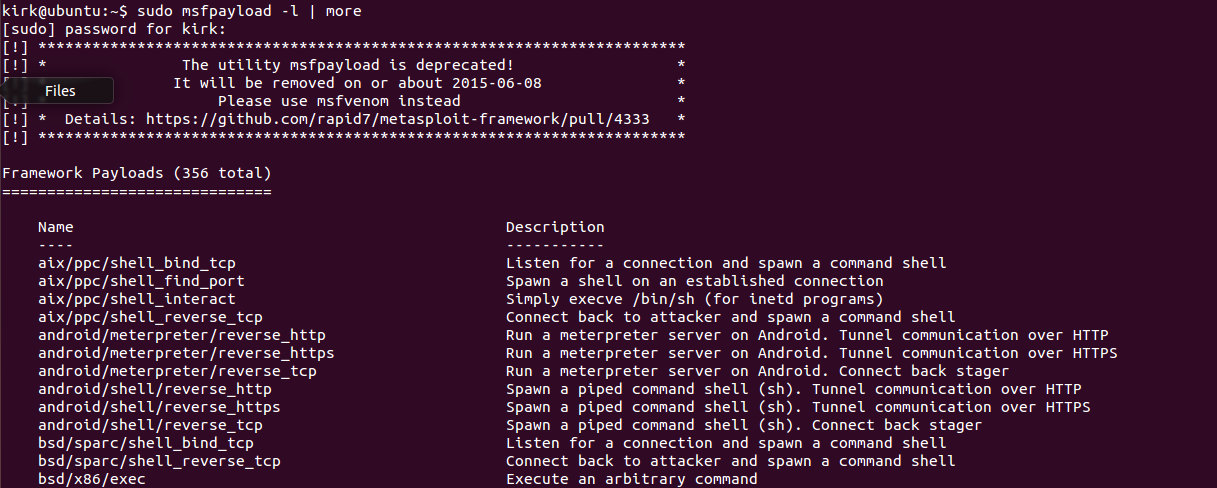 kirk@ubuntu:~$ sudo msfpayload -l | more
[sudo] password for kirk:
[!] ************************************************************************
[!] *               The utility msfpayload is deprecated!                  *
It will be removed on or about 2015-06-08               *
Files
[!]             Please use msfvenom instead                        *
[!] *  Details: https://github.com/rapid7/metasploit-framework/pull/4333   *
[!] ************************************************************************
Framework Payloads (356 total)
==============================
Name                                                Description
----                                                -----------
aix/ppc/shell_bind_tcp                              Listen for a connection and spawn a command shell
aix/ppc/shell_find_port                             Spawn a shell on an established connection
aix/ppc/shell_interact                              Simply execve /bin/sh (for inetd programs)
aix/ppc/shell_reverse_tcp                           Connect back to attacker and spawn a command shell
android/meterpreter/reverse_http                    Run a meterpreter server on Android. Tunnel communication over HTTP
android/meterpreter/reverse_https                   Run a meterpreter server on Android. Tunnel communication over HTTPS
android/meterpreter/reverse_tcp                     Run a meterpreter server on Android. Connect back stager
android/shell/reverse_http                          Spawn a piped command shell (sh). Tunnel communication over HTTP
android/shell/reverse_https                         Spawn a piped command shell (sh). Tunnel communication over HTTPS
android/shell/reverse_tcp                           Spawn a piped command shell (sh). Connect back stager
bsd/sparc/shell_bind_tcp                            Listen for a connection and spawn a command shell
bsd/sparc/shell_reverse_tcp                         Connect back to attacker and spawn a command shell
bsd/x86/exec                                        Execute an arbitrary command